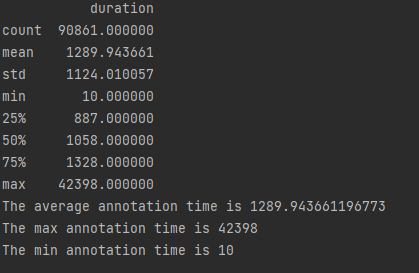 duration
count  90861.000000
mean    1289.943661
std     1124.010057
min       10.000000
25%      887.000000
50%     1058.000000
75%     1328.000000
max    42398.000000
The average annotation time is 1289.943661196773
The max annotation time is 42398
The min annotation time is 10